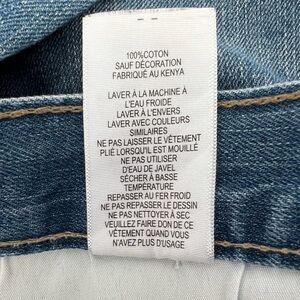 100%COTON
SAUF DÉCORATION
FABRIQUÉ AU KENYA
LAVER À LA MACHINE À
L'EAU FROIDE
LAVER À L'ENVERS
LAVER AVEC COULEURS
SIMILAIRES
NE PAS LAISSER LE VÊTEMENT
PLIÉ LORSQU'IL EST MOUILLÉ
NE PAS UTILISER
D'EAU DE JAVEL
SÉCHER À BASSE
TEMPÉRATURE
REPASSER AU FER FROID
NE PAS REPASSER LE DESSIN
NE PAS NETTOYER À SEC
VEUILLEZ FAIRE DON DE CE
VÊTEMENT QUAND VOUS
N'AVEZ PLUS D'USAGE